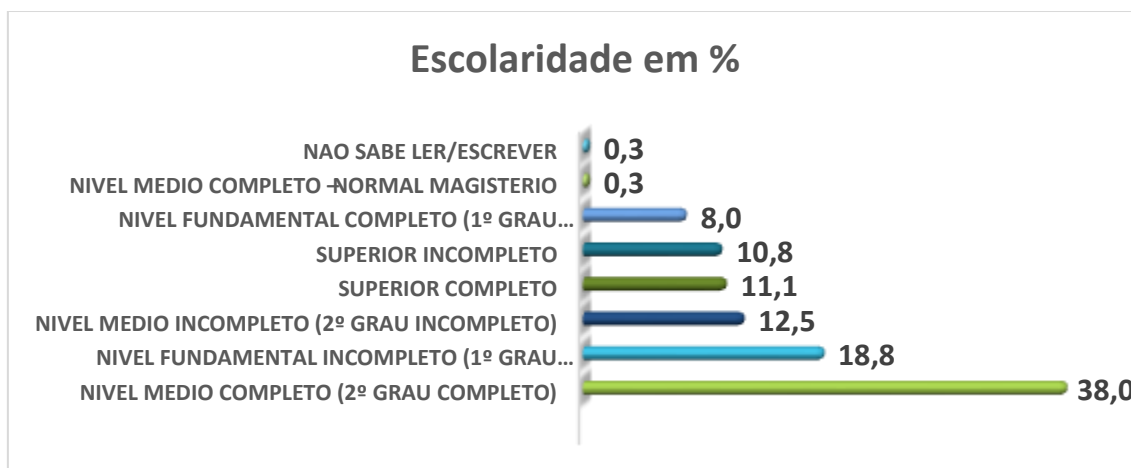 Escolaridade em %
NAO SABE LER/ESCREVER 0,3
NIVEL MEDIO COMPLETO -NORMAL MAGISTERIO 0,3
NIVEL FUNDAMENTAL COMPLETO (1º GRAU... 8,0
SUPERIOR INCOMPLETO 10,8
SUPERIOR COMPLETO 11,1
NIVEL MEDIO INCOMPLETO (2º GRAU INCOMPLETO) 12,5
NIVEL FUNDAMENTAL INCOMPLETO (1º GRAU... 18,8
NIVEL MEDIO COMPLETO (2º GRAU COMPLETO) 38,0